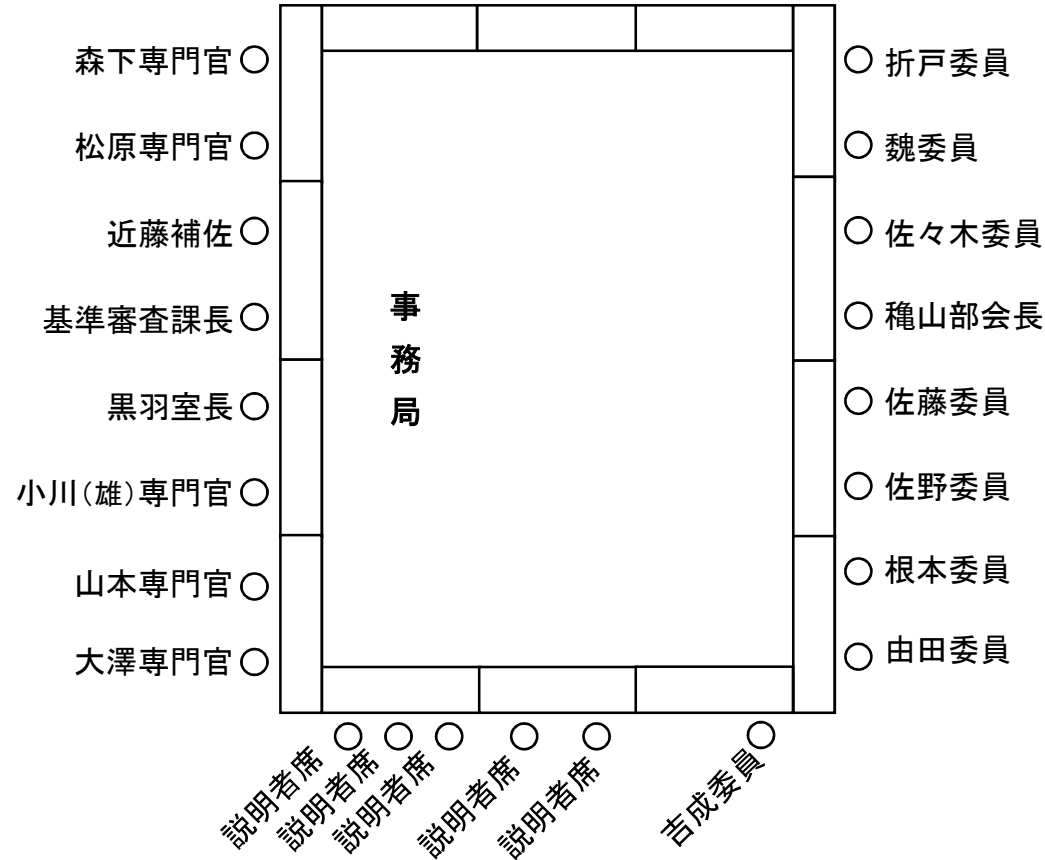 森下専門官
松原専門官
近藤補佐
基準審査課長
黒羽室長
小川(雄)専門官
山本専門官
大澤専門官
事務局
折戸委員
魏委員
佐々木委員
穐山部会長
佐藤委員
佐野委員
根本委員
由田委員
説明者席
説明者席
説明者席
説明者席
説明者席
吉成委員